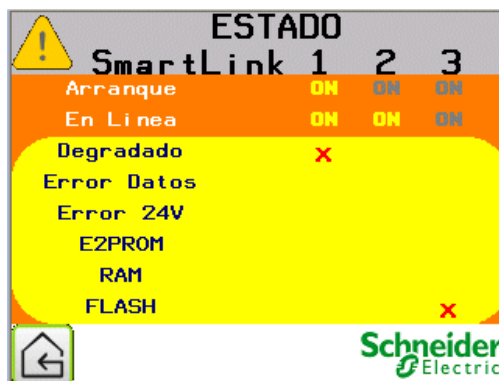 ESTADO
SmartLink 1 2 3
Arranque ON ON ON
En Linea ON ON ON
Degradado X
Error Datos
Error 24V
E2PROM
RAM
FLASH X
Schneider
Electric